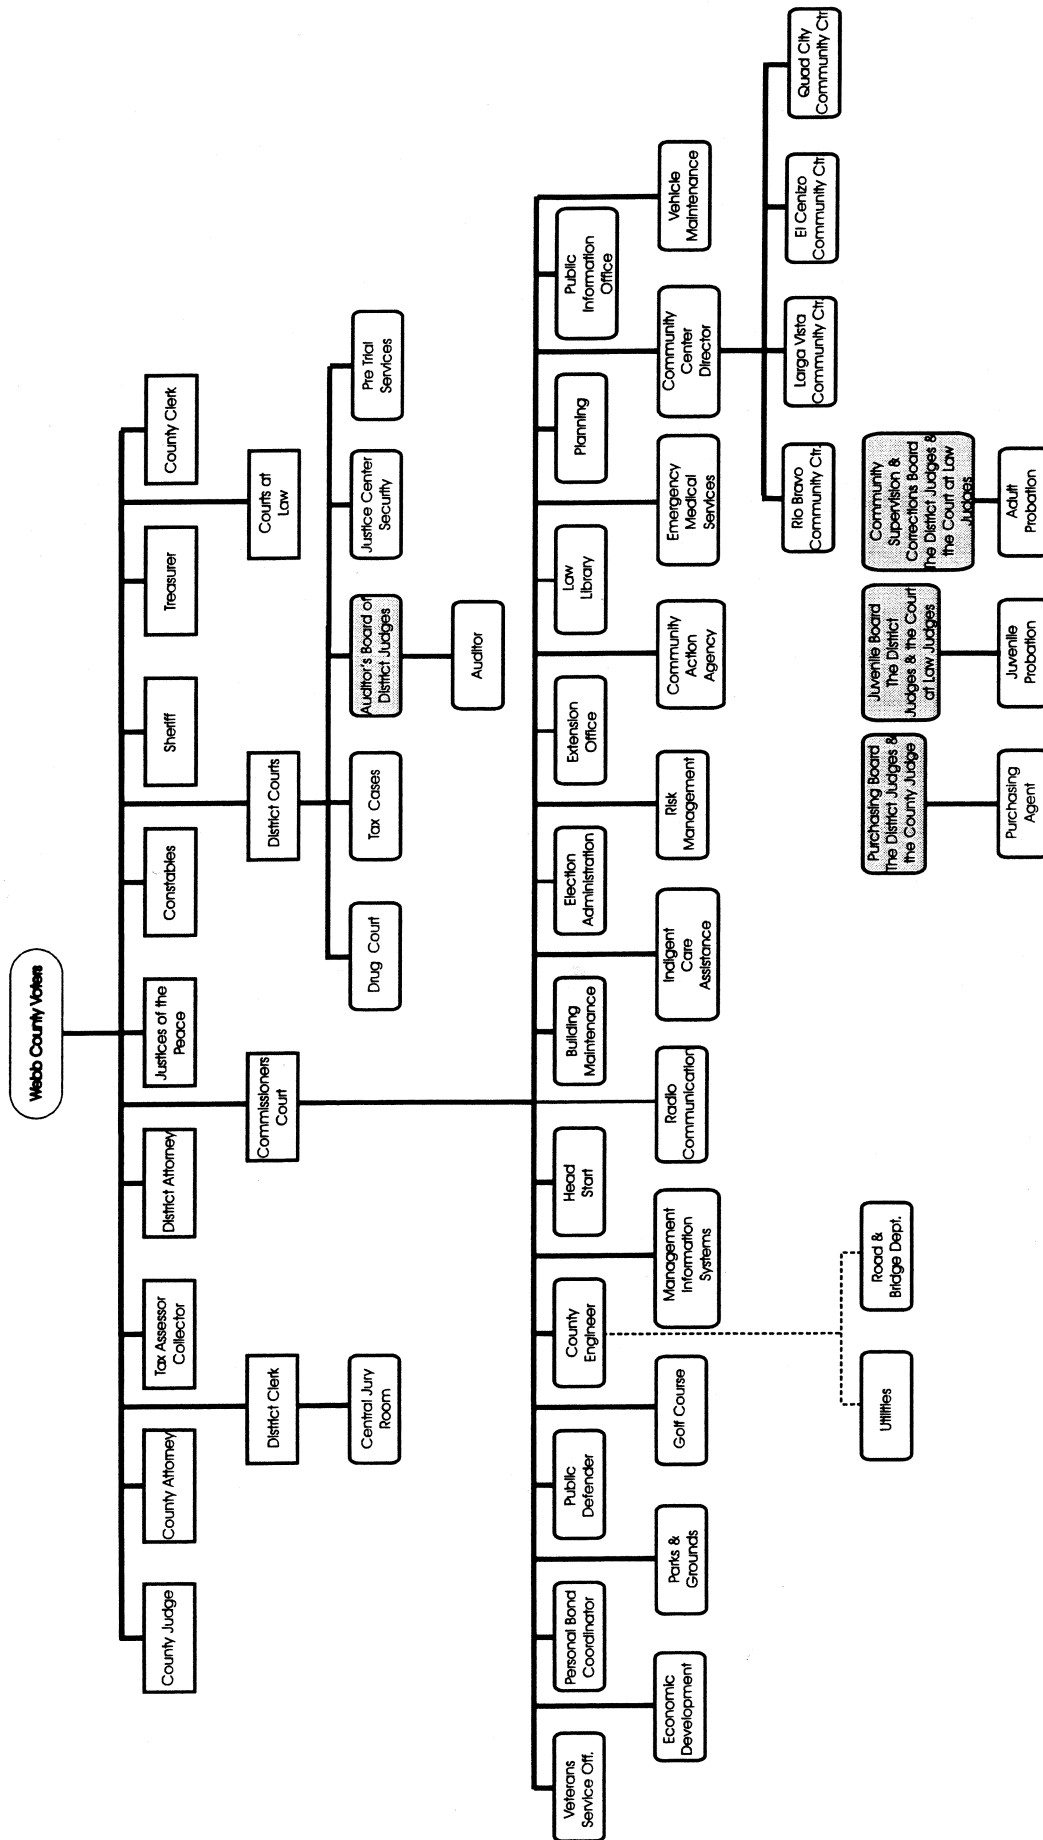 Webb County Voters
County Judge
County Attorney
Tax Assessor
Collector
District Attorney
Justices of the
Peace
Constables
Sheriff
Treasurer
County Clerk
District Clerk
Commissioners
Court
District Courts
Courts at
Law
Central Jury
Room
Drug Court
Tax Cases
Auditor's Board of
District Judges
Justice Center
Security
Pre Trial
Services
Auditor
Veterans
Service Off.
Personal Bond
Coordinator
Public
Defender
County
Engineer
Head
Start
Building
Maintenance
Election
Administration
Extension
Office
Law
Library
Planning
Public
Information
Office
Economic
Development
Parks &
Grounds
Golf Course
Management
Information
Systems
Radio
Communication
Indigent
Care
Assistance
Risk
Management
Community
Action
Agency
Emergency
Medical
Services
Community
Center
Director
Vehicle
Maintenance
Rio Bravo
Community Ctr.
Larga Vista
Community Ctr.
El Cenizo
Community Ctr.
Quad City
Community Ctr.
Utilities
Road &
Bridge Dept.
Purchasing Board
The District Judges &
the County Judge
Juvenile Board
The District
Judges & the Court
at Law Judges
Community
Supervision &
Corrections Board
The District Judges &
the Court at Law
Judges
Purchasing
Agent
Juvenile
Probation
Adult
Probation